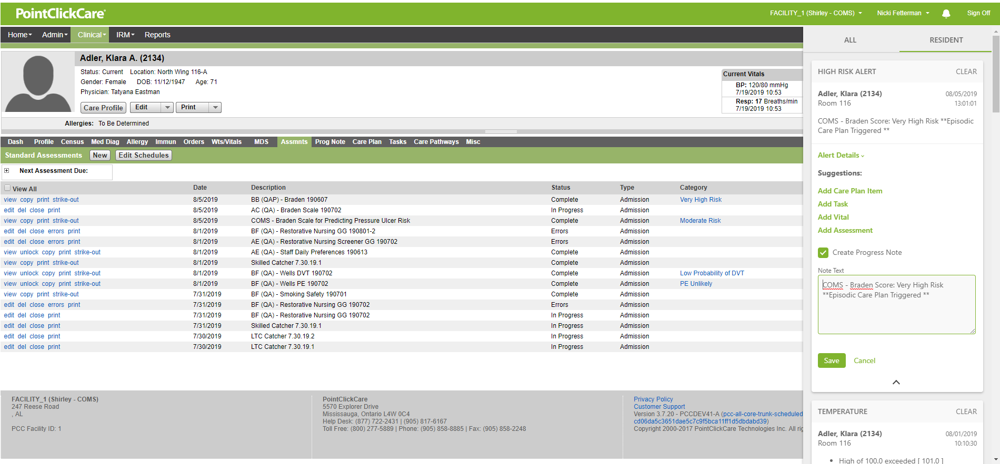 PointClickCare
FACILITY_1 (Shirley - COMS) Nicki Fetterman Sign Off
Home Admin Clinical IRM Reports
Adler, Klara A. (2134)
Status: Current Location: North Wing 116-A
Gender: Female DOB: 11/12/1947 Age: 71
Physician: Tatyana Eastman
Care Profile Edit Print
Allergies: To Be Determined
Current Vitals
BP: 120/80 mmHg
7/19/2019 10:53
Resp: 17 Breaths/min
7/19/2019 10:53
Dash Profile Census Med Diag Allergy Immun Orders Wts/Vitals MDS Assmnts Prog Note Care Plan Tasks Care Pathways Misc
Standard Assessments New Edit Schedules
Next Assessment Due:
View All Date Description Status Type Category
view copy print strike-out 8/5/2019 BB (QAP) - Braden 190607 Complete Admission Very High Risk
edit del close print 8/5/2019 AC (QA) - Braden Scale 190702 In Progress Admission
view copy print strike-out 8/5/2019 COMS - Braden Scale for Predicting Pressure Ulcer Risk Complete Admission Moderate Risk
edit del close errors print 8/1/2019 BF (QA) - Restorative Nursing GG 190801-2 Errors Admission
edit del close errors print 8/1/2019 AE (QA) - Restorative Nursing Screener GG 190702 Errors Admission
view unlock copy print strike-out 8/1/2019 AE (QA) - Staff Daily Preferences 190613 Complete Admission
view copy print strike-out 8/1/2019 Skilled Catcher 7.30.19.1 Complete Admission
view unlock copy print strike-out 8/1/2019 BF (QA) - Wells DVT 190702 Complete Admission Low Probability of DVT
view unlock copy print strike-out 8/1/2019 BF (QA) - Wells PE 190702 Complete Admission PE Unlikely
view copy print strike-out 7/31/2019 BF (QA) - Smoking Safety 190701 Complete Admission
edit del close errors print 7/31/2019 BF (QA) - Restorative Nursing GG 190702 Errors Admission
edit del close print 7/31/2019 BF (QA) - Restorative Nursing GG 190702 In Progress Admission
edit del close print 7/31/2019 Skilled Catcher 7.30.19.1 In Progress Admission
edit del close print 7/30/2019 LTC Catcher 7.30.19.2 In Progress Admission
edit del close print 7/30/2019 LTC Catcher 7.30.19.1 In Progress Admission
FACILITY_1 (Shirley - COMS)
247 Reese Road
, AL
PCC Facility ID: 1
PointClickCare
5570 Explorer Drive
Mississauga, Ontario L4W 0C4
Help Desk: (877) 722-2431 | (905) 817-6167
Toll Free: (800) 277-5889 | Phone: (905) 858-8885 | Fax: (905) 858-2248
Privacy Policy
Customer Support
Version 3.7.20 - PCCDEV41-A (pcc-all-core-trunk-scheduled
cd06da5c3651dae5c7c9f5bca11ff1d5dbdabd39)
Copyright 2000-2017 PointClickCare Technologies Inc. All rig
ALL RESIDENT
HIGH RISK ALERT CLEAR
Adler, Klara (2134) 08/05/2019
Room 116 13:01:01
COMS - Braden Score: Very High Risk **Episodic
Care Plan Triggered **
Alert Details
Suggestions:
Add Care Plan Item
Add Task
Add Vital
Add Assessment
Create Progress Note
Note Text
COMS - Braden Score: Very High Risk
**Episodic Care Plan Triggered **
Save Cancel
TEMPERATURE CLEAR
Adler, Klara (2134) 08/01/2019
Room 116 10:10:30
• High of 100.0 exceeded [ 101.0 ]